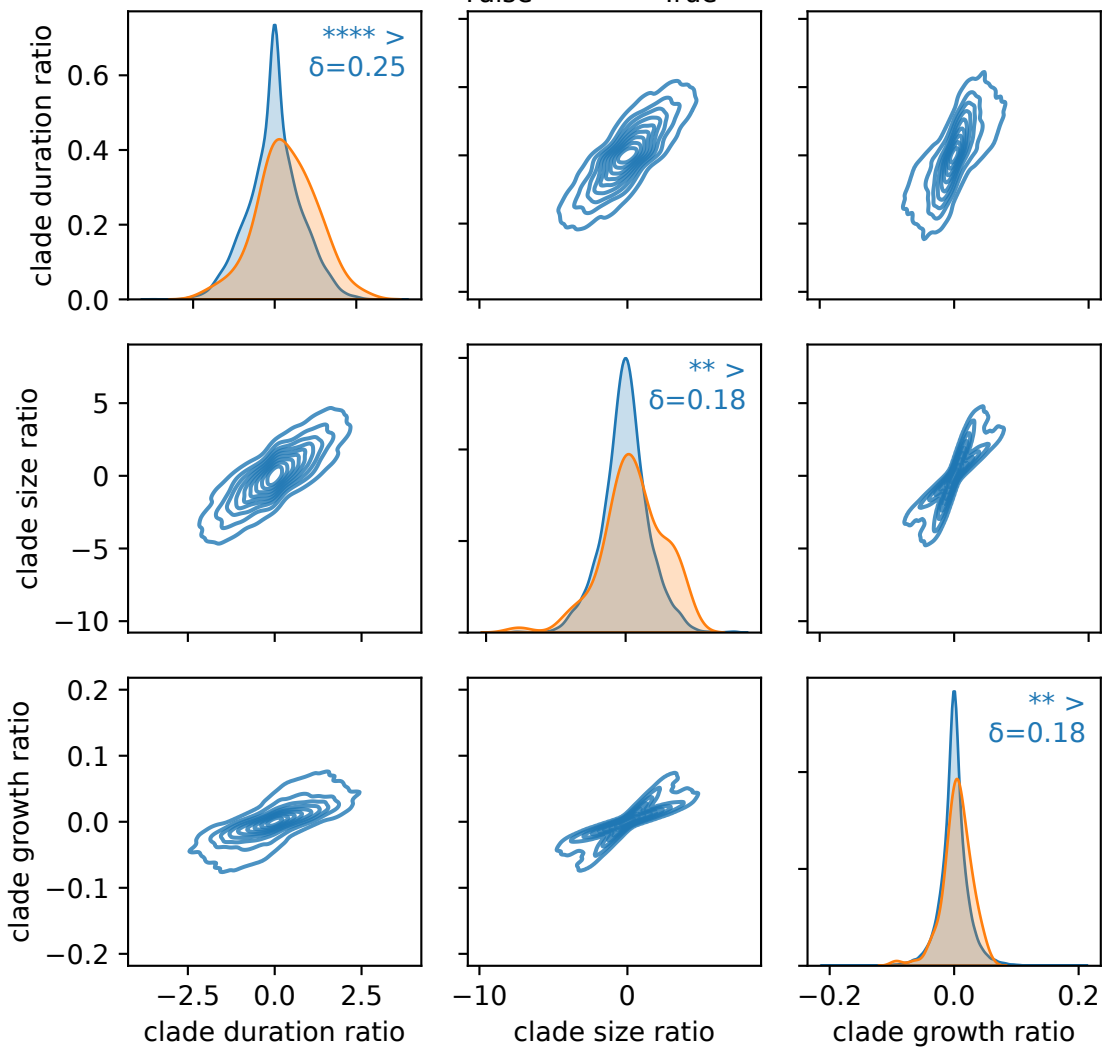 clade duration ratio
0.6
0.4
0.2
0.0
**** >
δ=0.25
clade size ratio
5
0
−5
−10
** >
δ=0.18
clade growth ratio
0.2
0.1
0.0
−0.1
−0.2
** >
δ=0.18
−2.5 0.0 2.5
−10 0
−0.2 0.0 0.2
clade duration ratio
clade size ratio
clade growth ratio